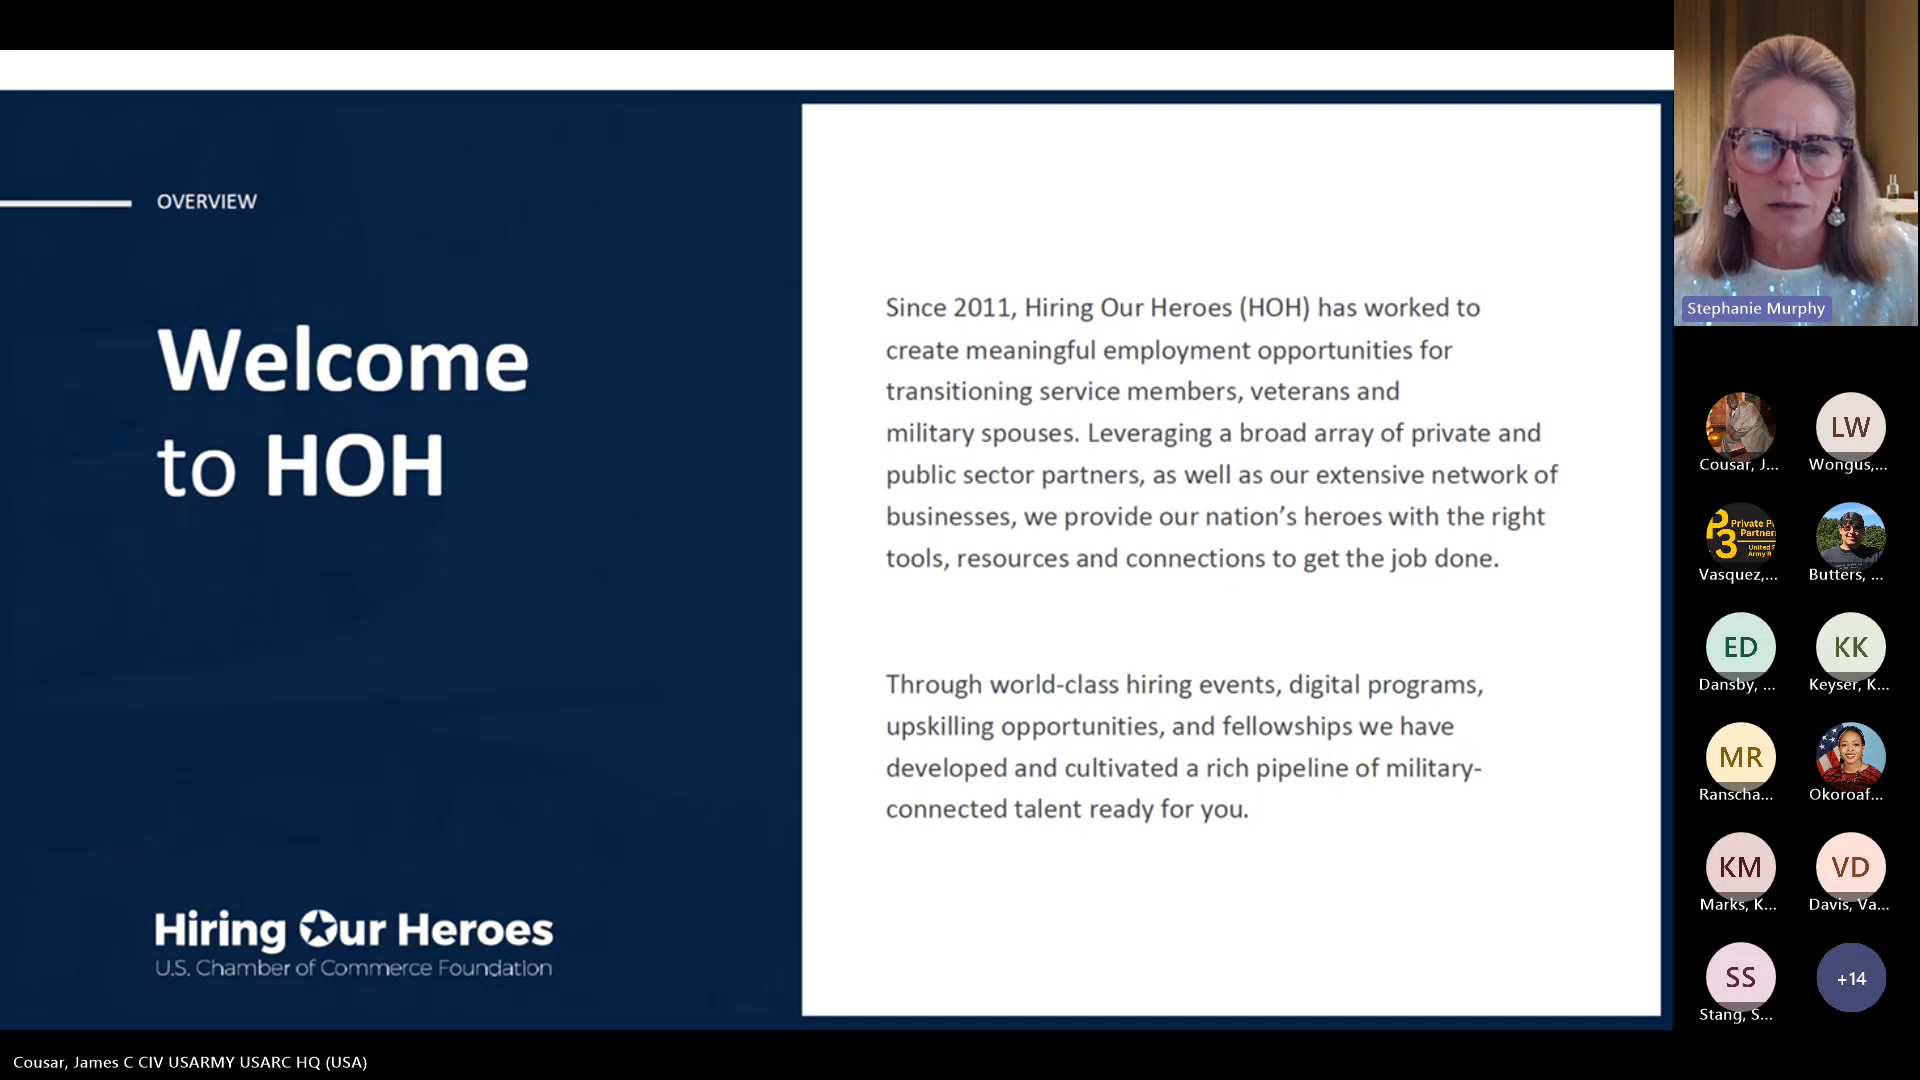 OVERVIEW
Welcome
to HOH
Hiring Our Heroes
U.S. Chamber of Commerce Foundation
Since 2011, Hiring Our Heroes (HOH) has worked to
create meaningful employment opportunities for
transitioning service members, veterans and
military spouses. Leveraging a broad array of private and
public sector partners, as well as our extensive network of
businesses, we provide our nation’s heroes with the right
tools, resources and connections to get the job done.
Through world-class hiring events, digital programs,
upskilling opportunities, and fellowships we have
developed and cultivated a rich pipeline of military-
connected talent ready for you.
Stephanie Murphy
Cousar, J...
LW
Wongus,...
P3
Private P
Partner
United S
Army R
Vasquez,...
Butters, ...
ED
Dansby, ...
KK
Keyser, K...
MR
Ranscha...
Okoroaf...
KM
Marks, K...
VD
Davis, Va...
SS
Stang, S...
+14
Cousar, James C CIV USARMY USARC HQ (USA)